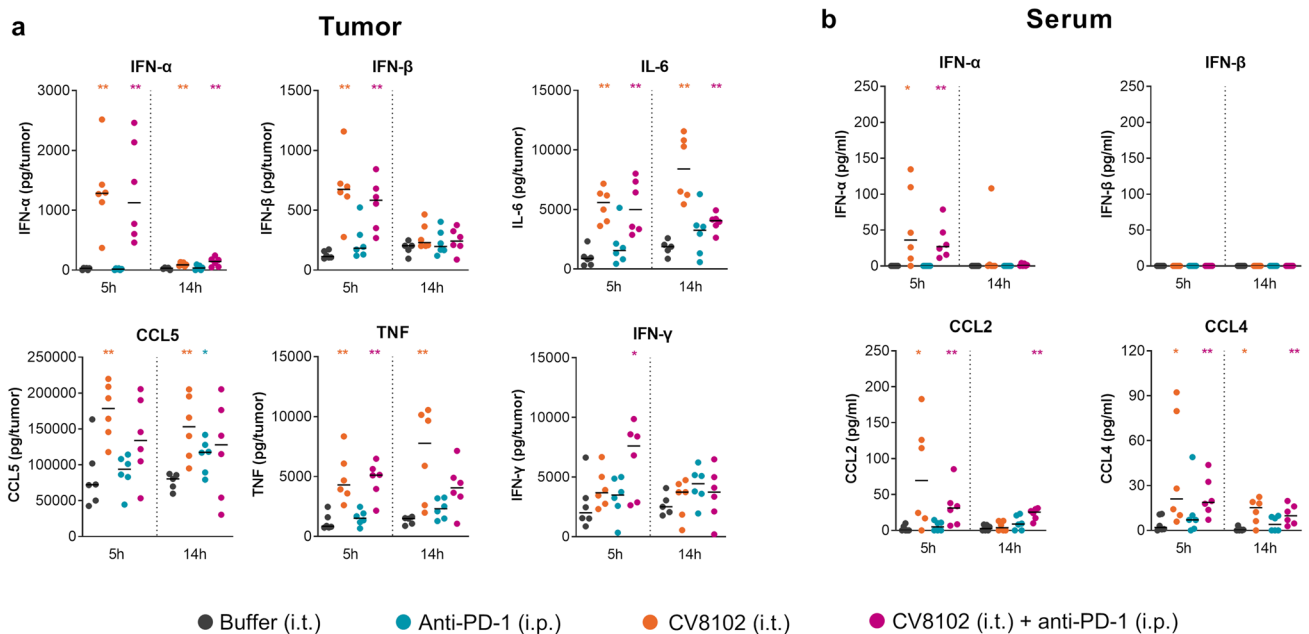 a
Tumor
b
Serum
IFN-α
IFN-β
IL-6
IFN-α
IFN-β
IFN-α (pg/tumor)
3000
2000
1000
0
** ** ** **
5h 14h
IFN-β (pg/tumor)
1500
1000
500
0
** **
5h 14h
IL-6 (pg/tumor)
15000
10000
5000
0
** ** ** **
5h 14h
IFN-α (pg/ml)
250
200
150
100
50
0
* **
5h 14h
IFN-β (pg/ml)
250
200
150
100
50
0
5h 14h
CCL5
TNF
IFN-γ
CCL2
CCL4
CCL5 (pg/tumor)
250000
200000
150000
100000
50000
0
** ** *
5h 14h
TNF (pg/tumor)
15000
10000
5000
0
** ** **
5h 14h
IFN-γ (pg/tumor)
15000
10000
5000
0
*
5h 14h
CCL2 (pg/ml)
250
200
150
100
50
0
* ** **
5h 14h
CCL4 (pg/ml)
120
90
60
30
0
* ** * **
5h 14h
Buffer (i.t.) Anti-PD-1 (i.p.) CV8102 (i.t.) CV8102 (i.t.) + anti-PD-1 (i.p.)